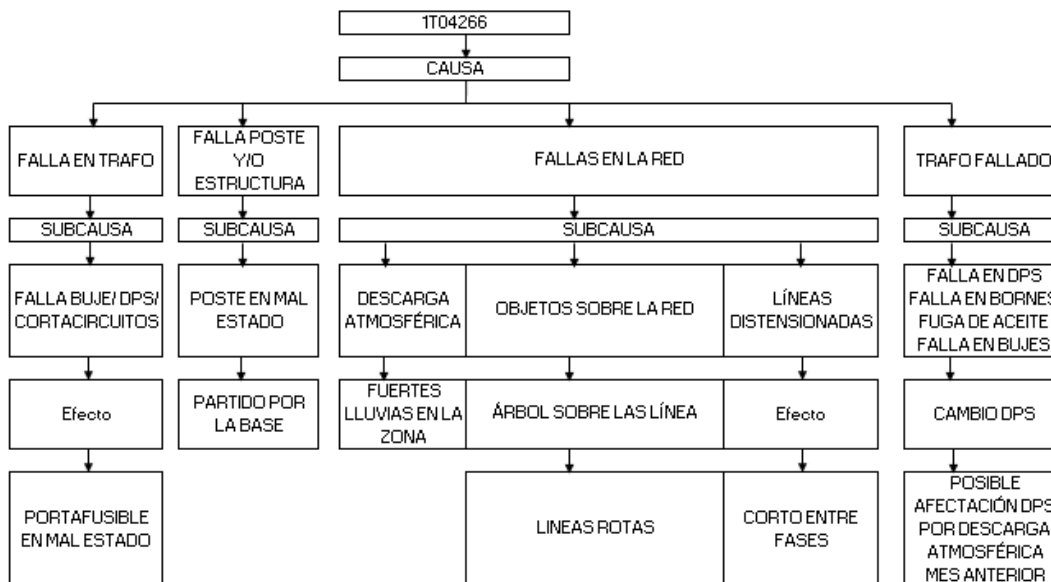 1T04266
CAUSA
FALLA EN TRAFO
FALLA POSTE
Y/O
ESTRUCTURA
FALLAS EN LA RED
TRAFO FALLADO
SUBCAUSA
SUBCAUSA
SUBCAUSA
SUBCAUSA
FALLA BUJE/ DPS/
CORTACIRCUITOS
POSTE EN MAL
ESTADO
DESCARGA
ATMOSFÉRICA
OBJETOS SOBRE LA RED
LÍNEAS
DISTENSIONADAS
FALLA EN DPS
FALLA EN BORNES
FUGA DE ACEITE
FALLA EN BUJES
Efecto
PARTIDO POR
LA BASE
FUERTES
LLUVIAS EN LA
ZONA
ÁRBOL SOBRE LAS LÍNEA
Efecto
CAMBIO DPS
PORTAFUSIBLE
EN MAL ESTADO
LINEAS ROTAS
CORTO ENTRE
FASES
POSIBLE
AFECTACIÓN DPS
POR DESCARGA
ATMOSFÉRICA
MES ANTERIOR